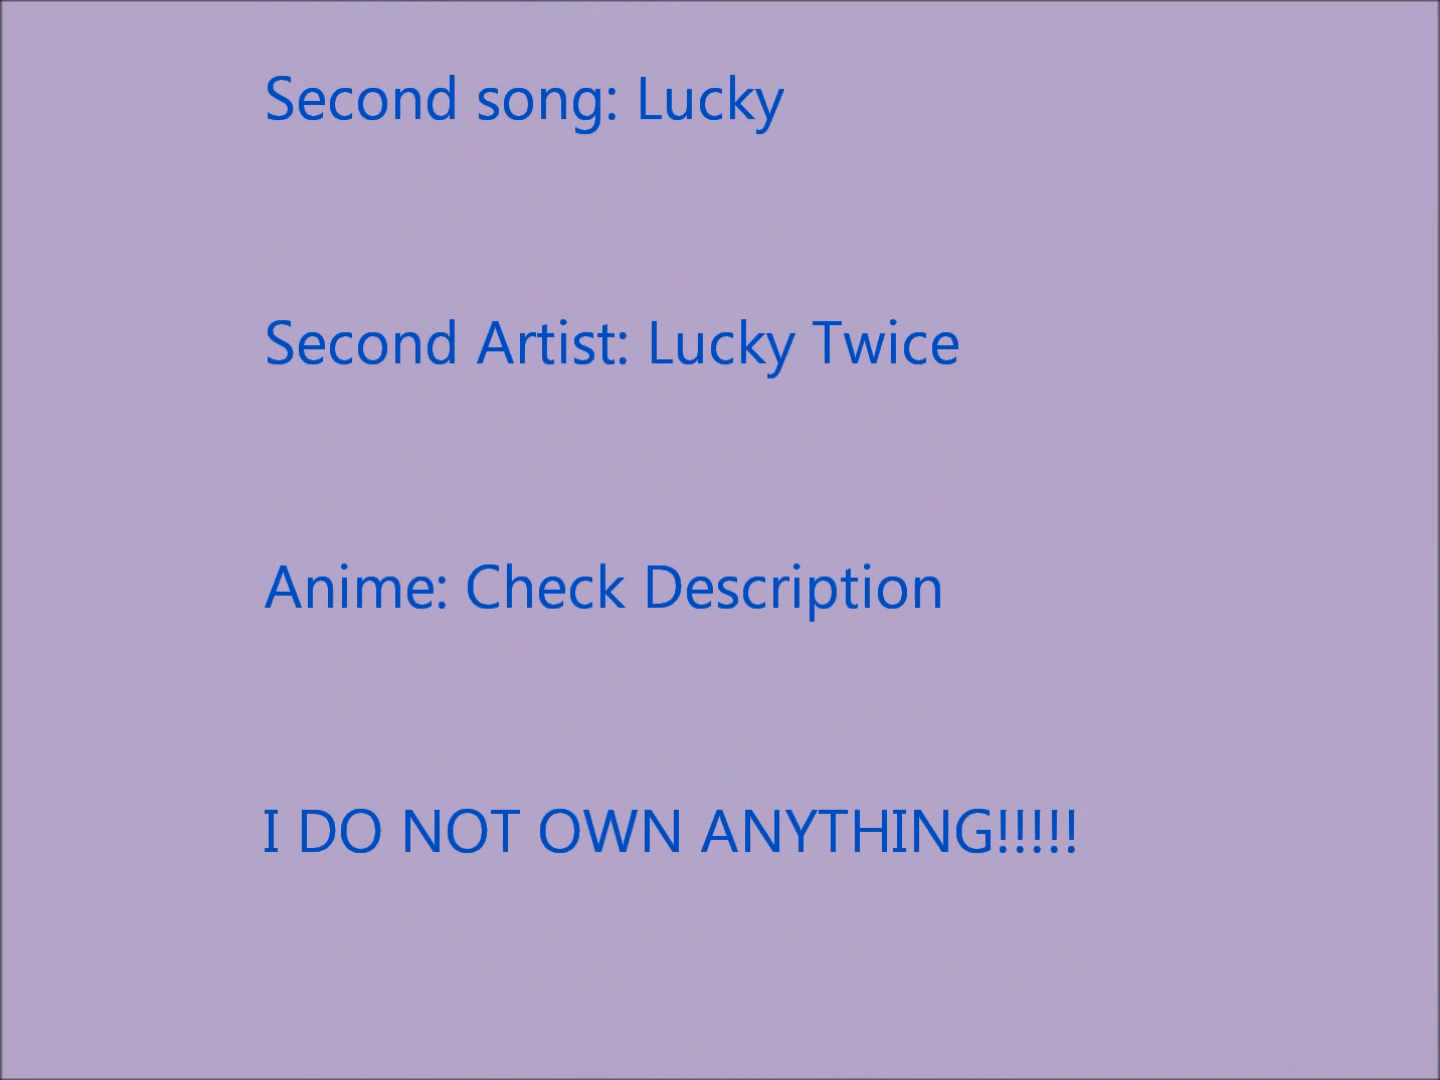 Second song: Lucky
Second Artist: Lucky Twice
Anime: Check Description
I DO NOT OWN ANYTHING!!!!!